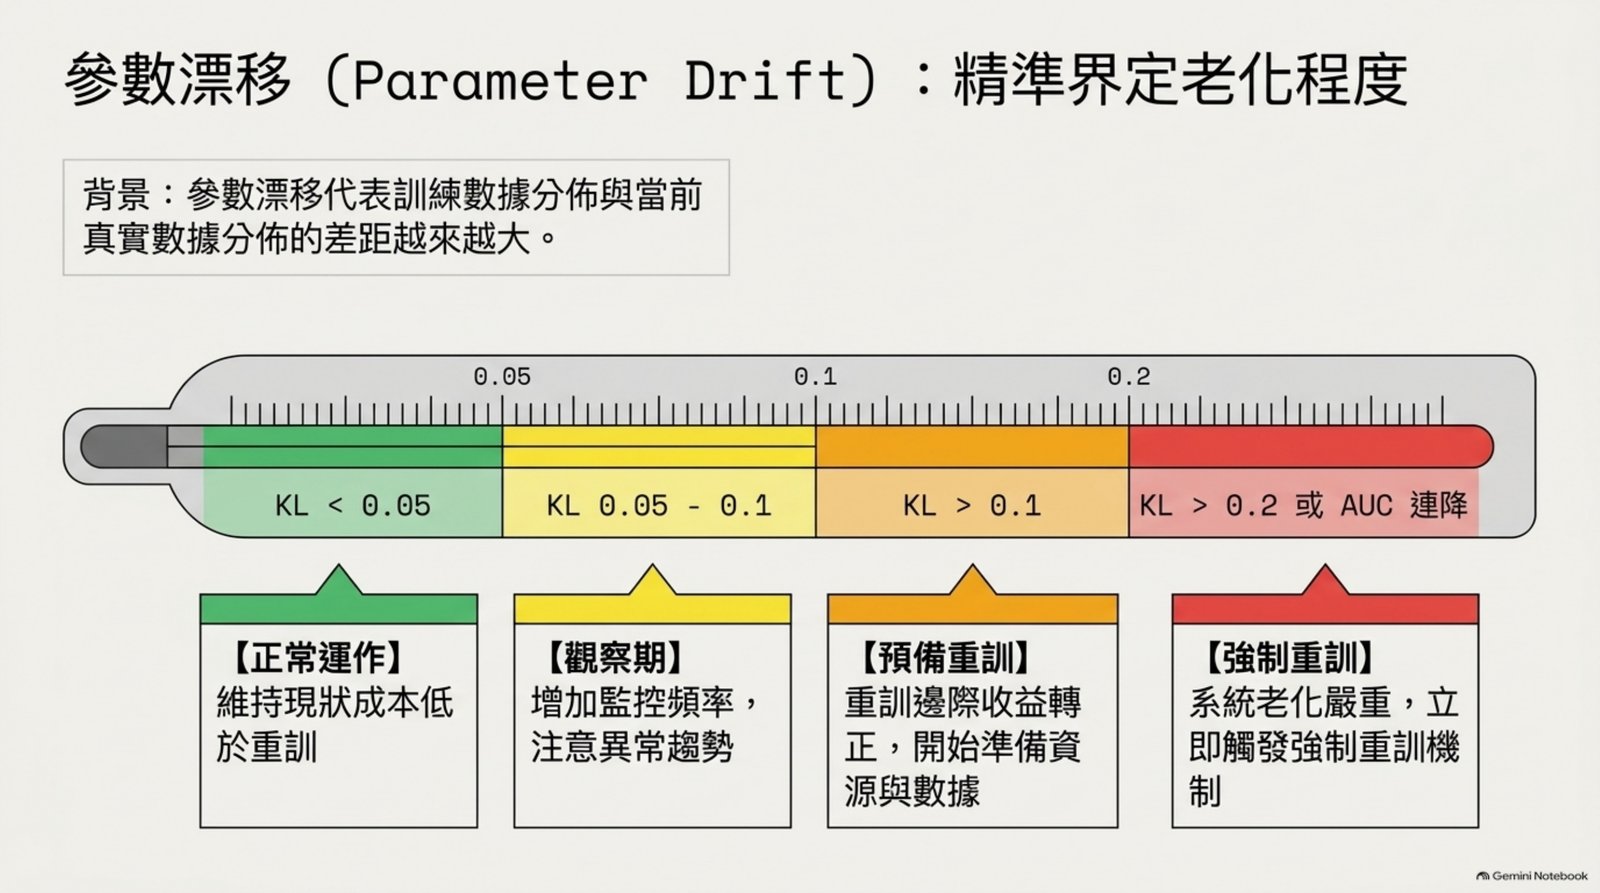 參數漂移 (Parameter Drift)：精準界定老化程度
背景：參數漂移代表訓練數據分佈與當前
真實數據分佈的差距越來越大。
0.05
0.1
0.2
KL < 0.05
KL 0.05 - 0.1
KL > 0.1
KL > 0.2 或 AUC 連降
【正常運作】
維持現狀成本低
於重訓
【觀察期】
增加監控頻率，
注意異常趨勢
【預備重訓】
重訓邊際收益轉
正，開始準備資
源與數據
【強制重訓】
系統老化嚴重，立
即觸發強制重訓機
制
Gemini Notebook